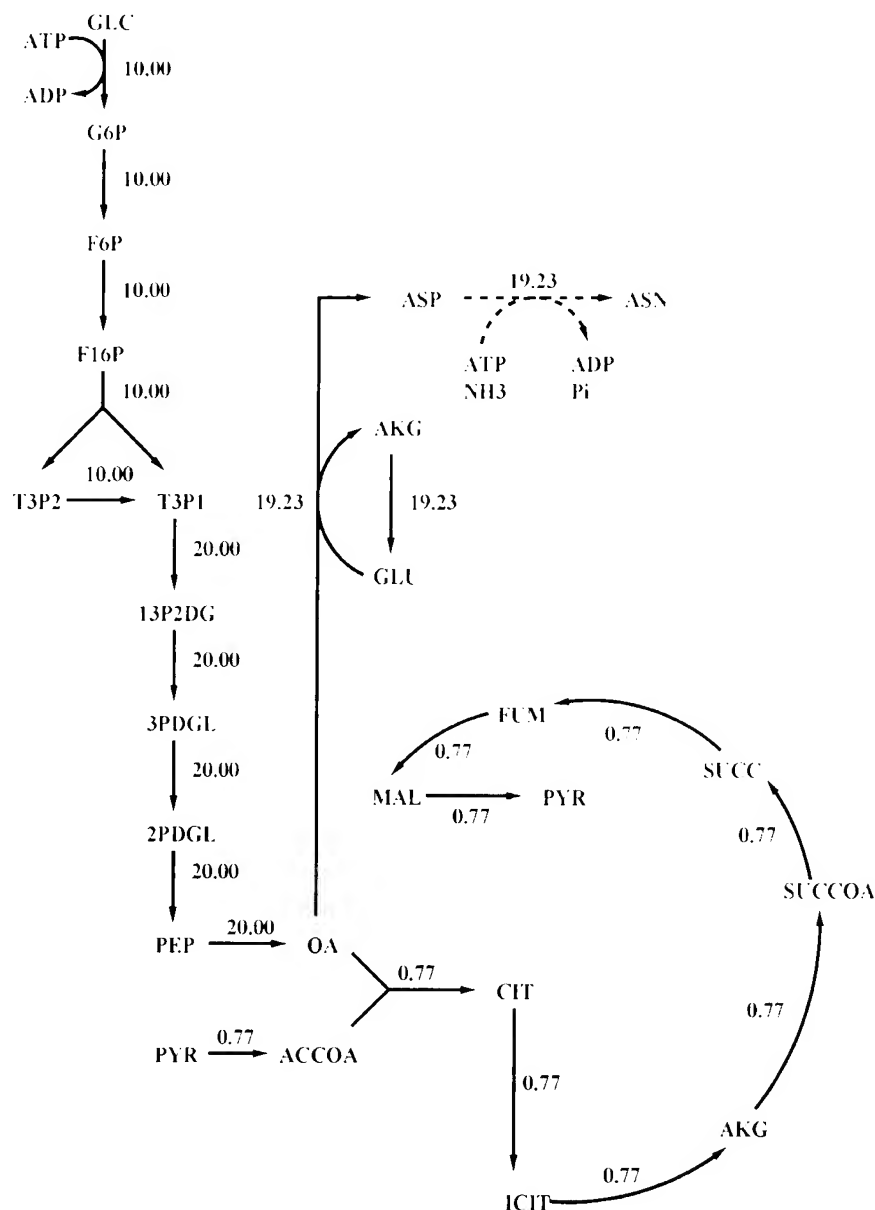 GLC
ATP
10.00
ADP
G6P
10.00
F6P
10.00
F16P
10.00
T3P2
10.00
T3P1
20.00
13P2DG
20.00
3PDGL
20.00
2PDGL
20.00
PEP
20.00
OA
19.23
ASP
19.23
ASN
ATP
NH3
ADP
Pi
AKG
19.23
GLU
PYR
0.77
ACCOA
0.77
CIT
0.77
ICIT
0.77
AKG
0.77
SUCCOA
0.77
SUCC
0.77
FUM
0.77
MAL
0.77
PYR